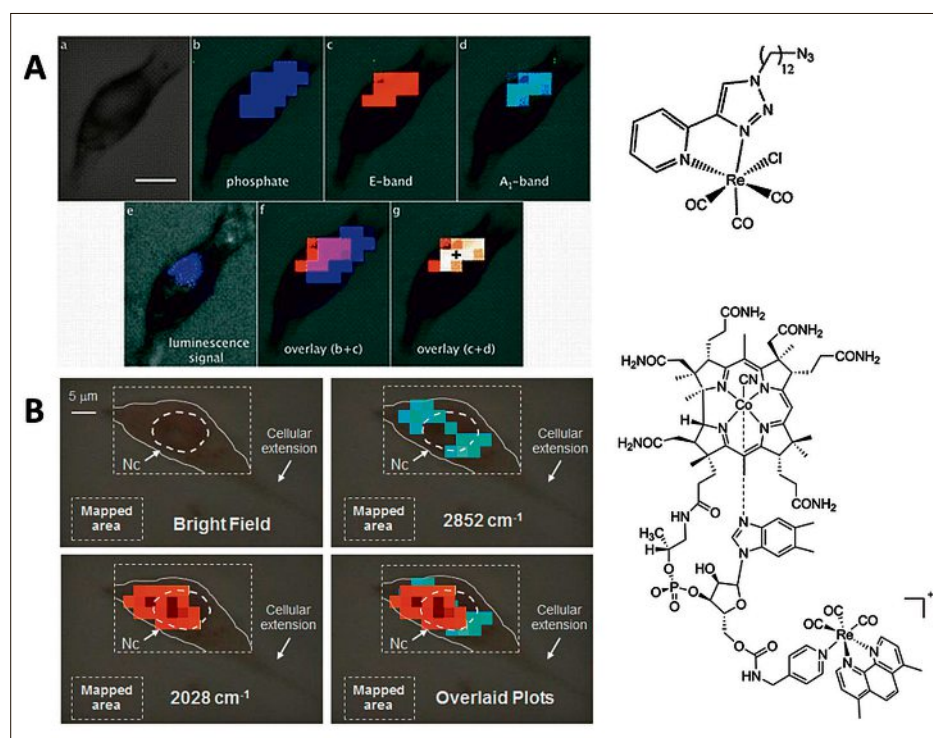 A
a
b
c
d
phosphate
E-band
A₁-band
e
f
g
+
luminescence
signal
overlay (b+c)
overlay (c+d)
12
N₃
N
N
N
N
Cl
Re
OC
CO
CO
B
5 μm
Nc
Cellular
extension
Mapped
area
Bright Field
Cellular
extension
Nc
Mapped
area
2852 cm⁻¹
Cellular
extension
Nc
Mapped
area
2028 cm⁻¹
Cellular
extension
Nc
Mapped
area
Overlaid Plots
CONH₂
H₂NOC
CONH₂
CONH₂
N
CN
N
Co
H
N
N
H₂NOC
CONH₂
NH
O
H₃C
H
N
N
O
HO
O
P
O
O
O
O
O
O
HN
N
CO
OC
CO
Re
N
N
+